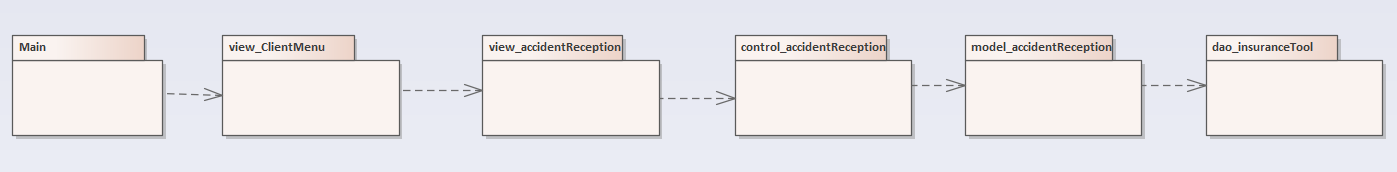 Main
view_ClientMenu
view_accidentReception
control_accidentReception
model_accidentReception
dao_insuranceTool